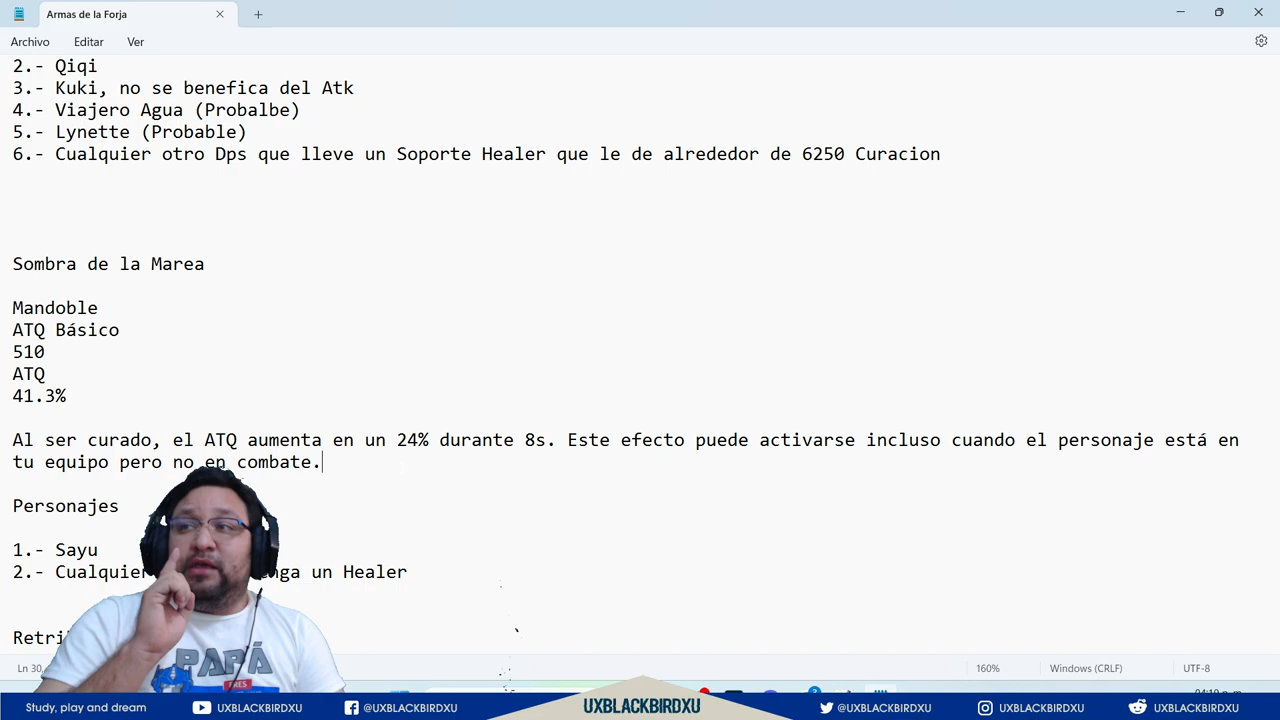 Armas de la Forja
Archivo Editar Ver
2.- Qiqi
3.- Kuki, no se benefica del Atk
4.- Viajero Agua (Probalbe)
5.- Lynette (Probable)
6.- Cualquier otro Dps que lleve un Soporte Healer que le de alrededor de 6250 Curacion
Sombra de la Marea
Mandoble
ATQ Básico
510
ATQ
41.3%
Al ser curado, el ATQ aumenta en un 24% durante 8s. Este efecto puede activarse incluso cuando el personaje está en
tu equipo pero no en combate.
Personajes
1.- Sayu
2.- Cualquier un Healer
PAPÁ
Ln 30, 160% Windows (CRLF) UTF-8
Study, play and dream UXBLACKBIRDXU @UXBLACKBIRDXU UXBLACKBIRDXU @UXBLACKBIRDXU UXBLACKBIRDXU @UXBLACKBIRDXU